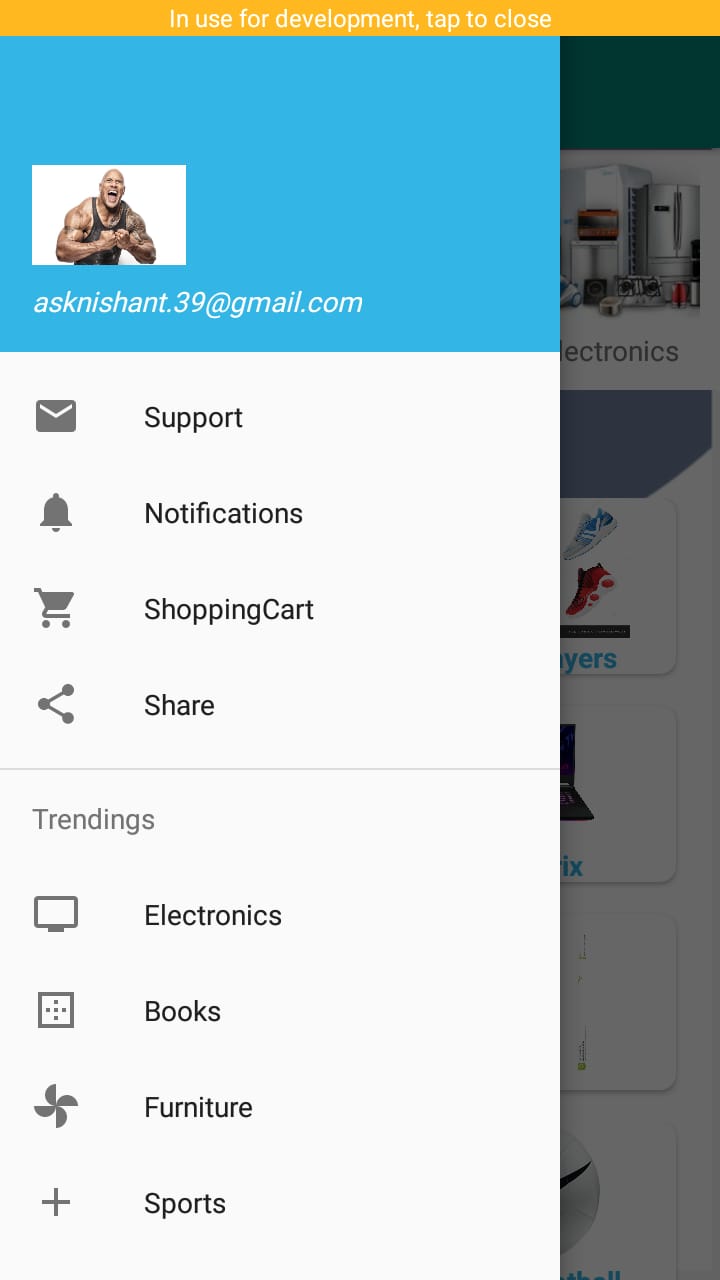 In use for development, tap to close
asknishant.39@gmail.com
lectronics
Support
Notifications
ayers
ShoppingCart
Share
Trendings
rix
Electronics
Books
Furniture
Sports